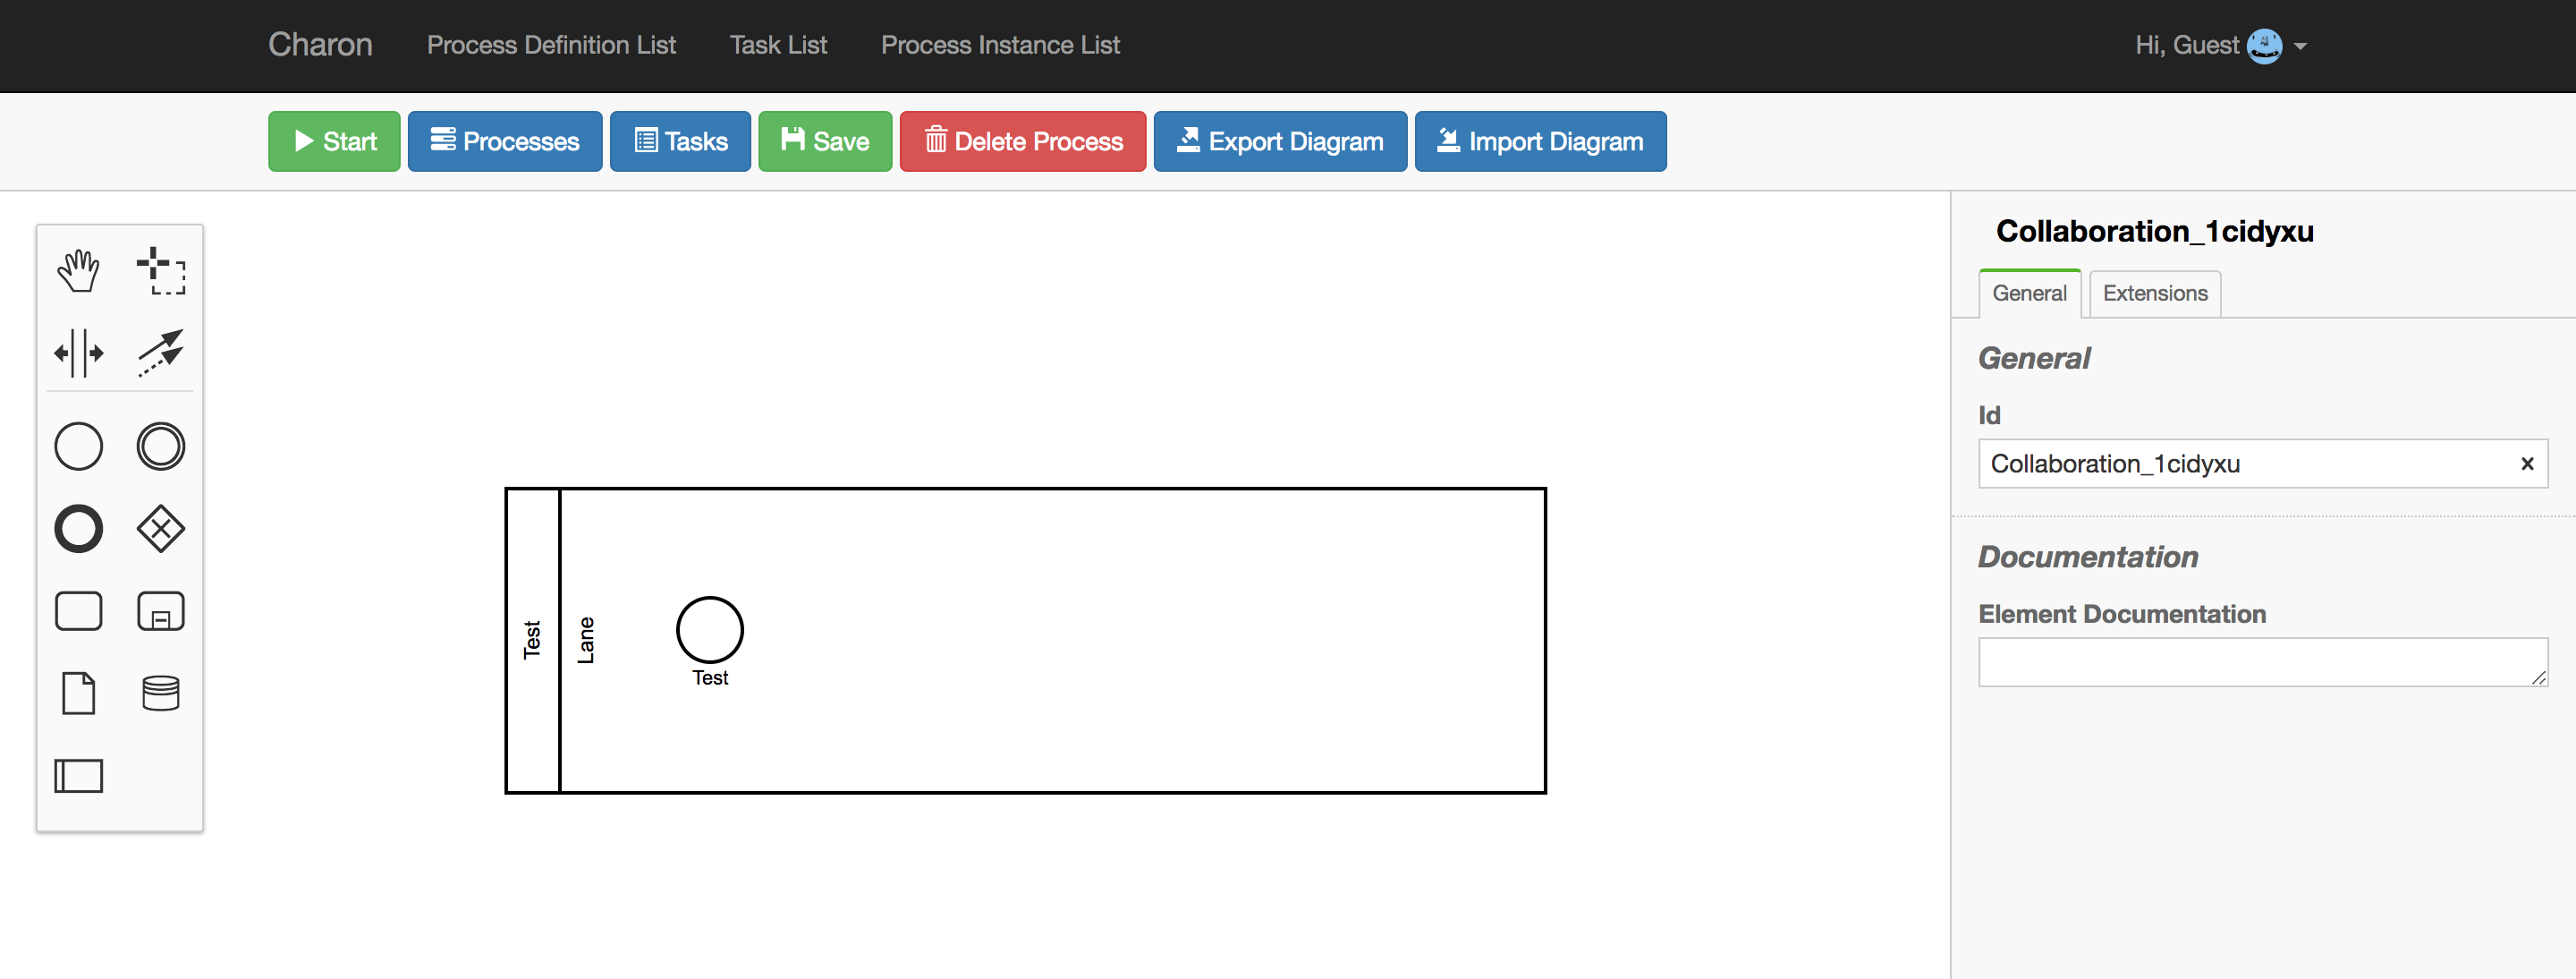 Charon Process Definition List Task List Process Instance List Hi, Guest
Start Processes Tasks Save Delete Process Export Diagram Import Diagram
Test
Lane
Test
Collaboration_1cidyxu
General Extensions
General
Id
Collaboration_1cidyxu
Documentation
Element Documentation